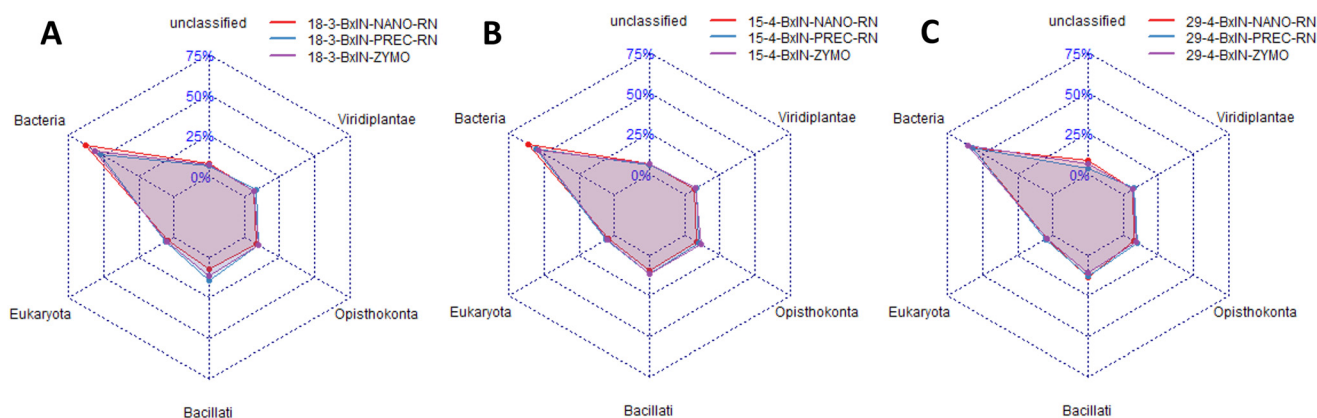 A
unclassified
18-3-BxIN-NANO-RN
18-3-BxIN-PREC-RN
18-3-BxIN-ZYMO
75%
50%
25%
0%
Bacteria
Viridiplantae
Eukaryota
Opisthokonta
Bacillati
B
unclassified
15-4-BxIN-NANO-RN
15-4-BxIN-PREC-RN
15-4-BxIN-ZYMO
75%
50%
25%
0%
Bacteria
Viridiplantae
Eukaryota
Opisthokonta
Bacillati
C
unclassified
29-4-BxIN-NANO-RN
29-4-BxIN-PREC-RN
29-4-BxIN-ZYMO
75%
50%
25%
0%
Bacteria
Viridiplantae
Eukaryota
Opisthokonta
Bacillati